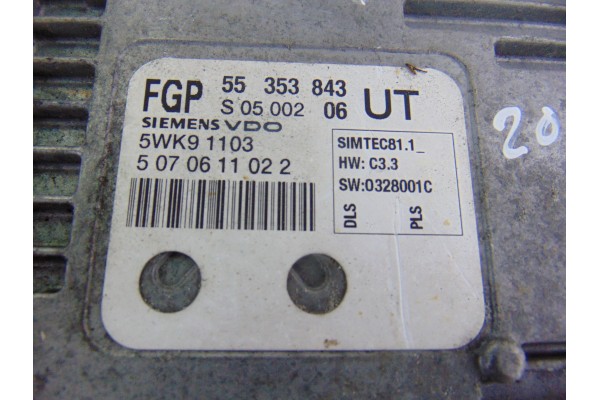 FGP 55 353 843 UT
S 05 002 06
SIEMENS VDO
5WK9 1103
5 07 06 11 02 2
SIMTEC81.1_
HW: C3.3
SW:0328001C
DLS
PLS
20